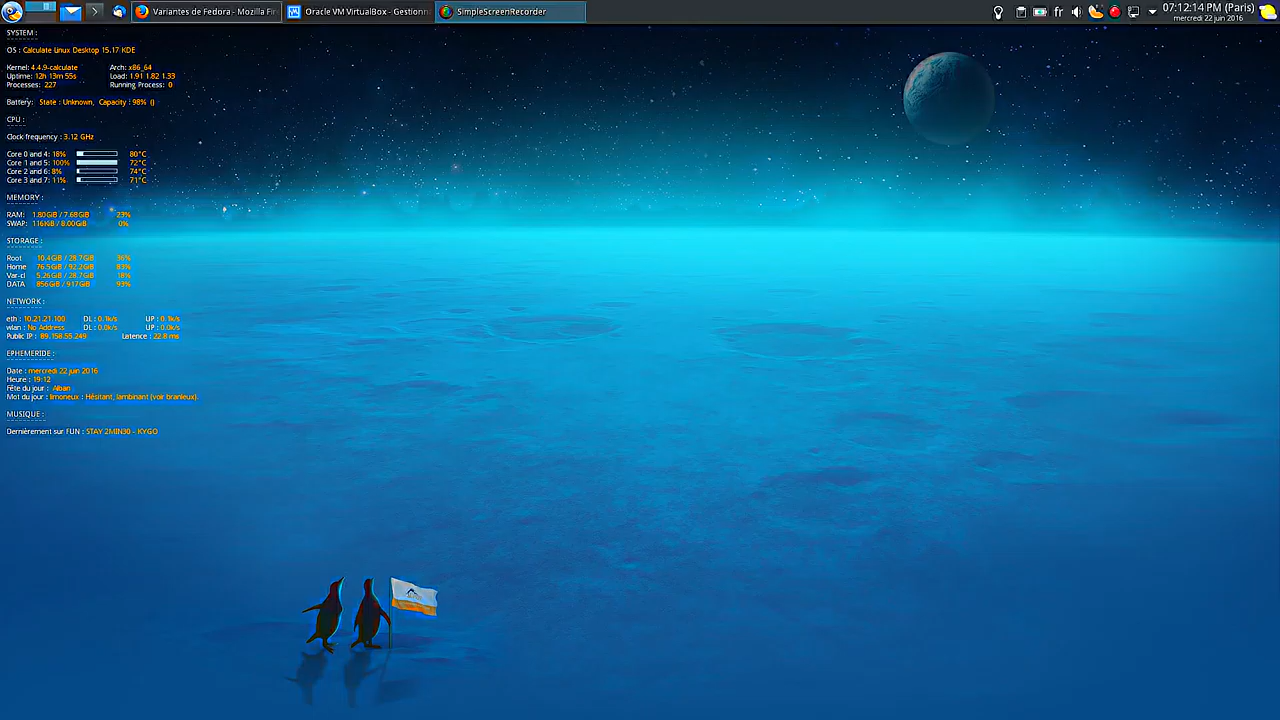 Variantes de Fedora - Mozilla Fir
Oracle VM VirtualBox - Gestionn
SimpleScreenRecorder
fr
07:12:14 PM (Paris)
mercredi 22 juin 2016
SYSTEM :
OS : Calculate Linux Desktop 15.17 KDE
Kernel: 4.4.9-calculate Arch: x86_64
Uptime: 12h 13m 55s Load: 1.91 1.82 1.33
Processes: 227 Running Process: 0
Battery: State : Unknown, Capacity : 98% ()
CPU :
Clock frequency : 3.12 GHz
Core 0 and 4: 18% 80°C
Core 1 and 5: 100% 72°C
Core 2 and 6: 8% 74°C
Core 3 and 7: 11% 71°C
MEMORY :
RAM: 1.80GiB / 7.68GiB 23%
SWAP: 116KiB / 8.00GiB 0%
STORAGE :
Root 10.4GiB / 28.7GiB 36%
Home 76.5GiB / 92.2GiB 83%
Var-cl 5.26GiB / 28.7GiB 18%
DATA 856GiB / 917GiB 93%
NETWORK :
eth : 10.21.21.100 DL : 0.1k/s UP : 0.1k/s
wlan : No Address DL : 0.0k/s UP : 0.0k/s
Public IP : 89.158.55.249 Latence : 22.8 ms
EPHEMERIDE :
Date : mercredi 22 juin 2016
Heure : 19:12
Fête du jour : Alban
Mot du jour : limoneux : Hésitant, lambinant (voir branleux).
MUSIQUE :
Dernièrement sur FUN : STAY 2MIN30 - KYGO